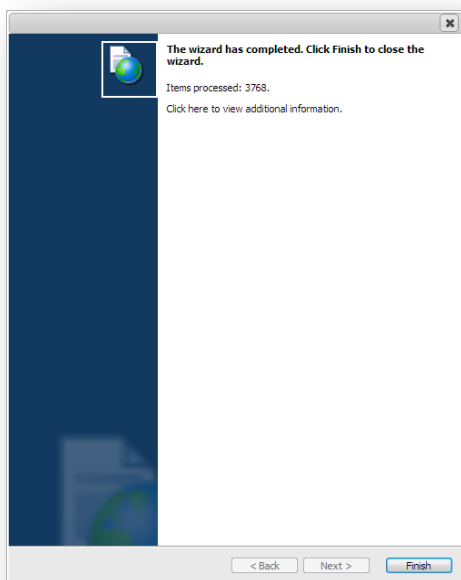 The wizard has completed. Click Finish to close the
wizard.
Items processed: 3768.
Click here to view additional information.
< Back
Next >
Finish